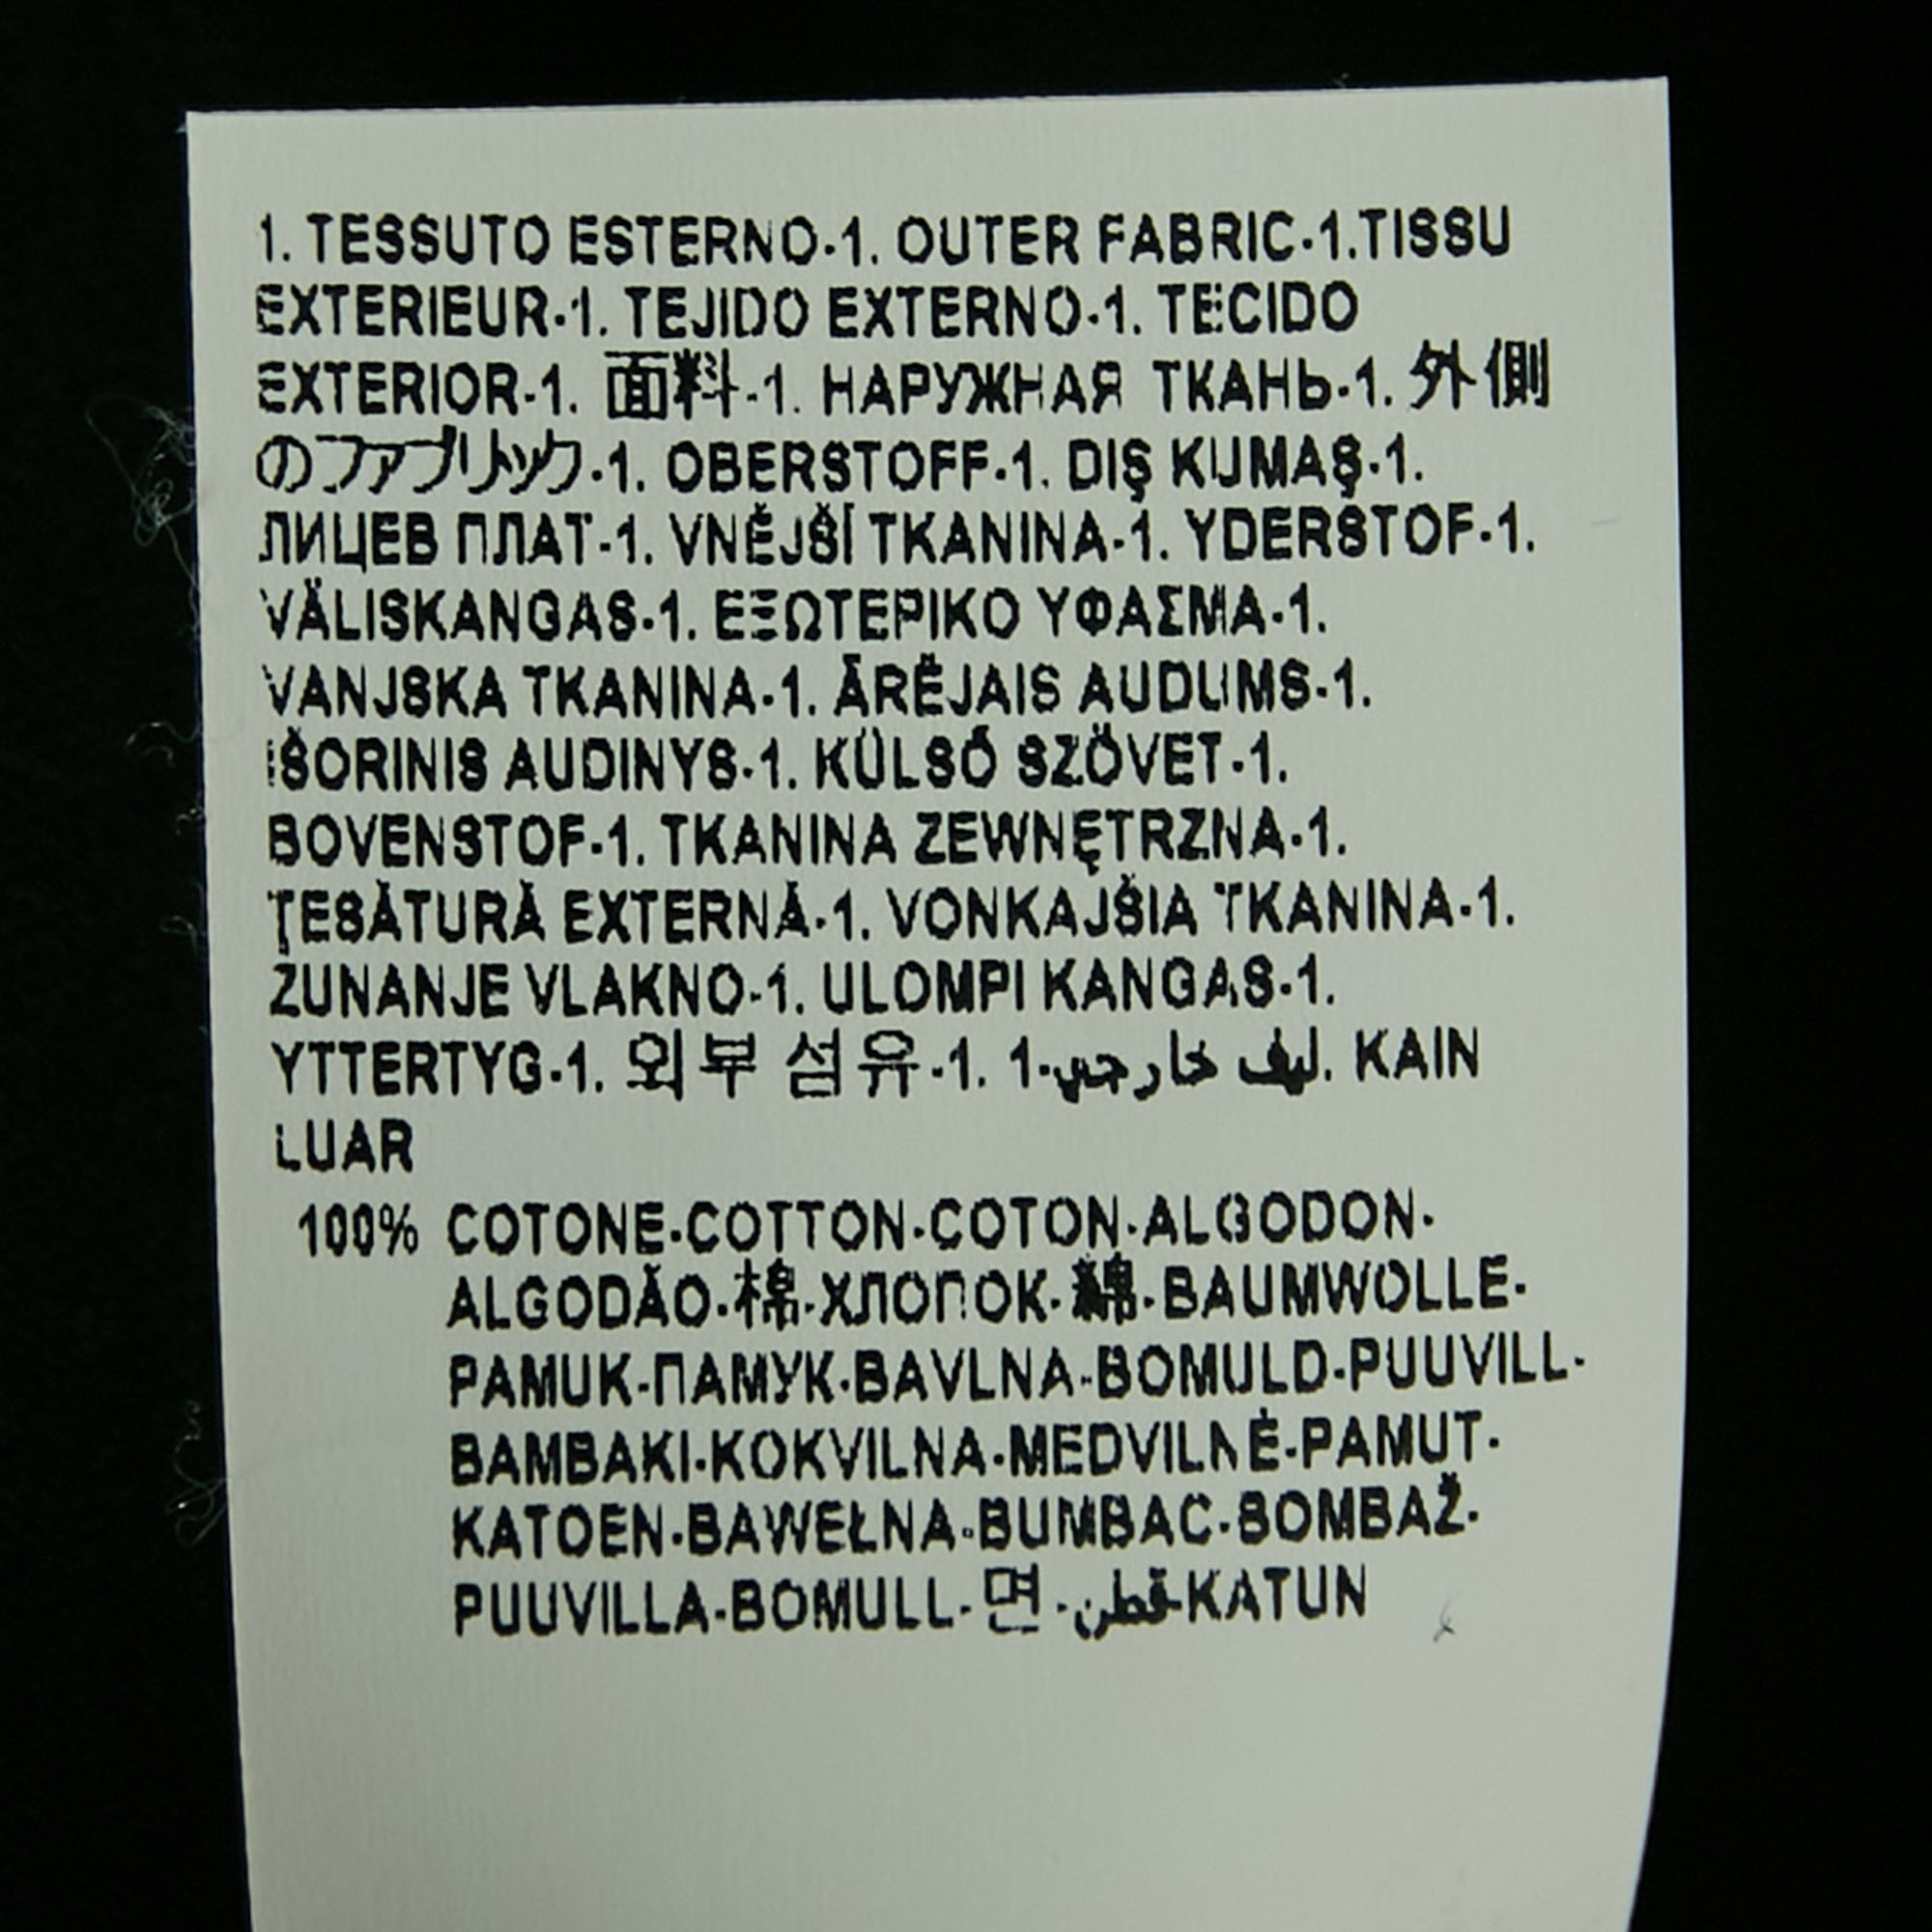 1. TESSUTO ESTERNO-1. OUTER FABRIC-1.TISSU
EXTERIEUR-1. TEJIDO EXTERNO-1. TECIDO
EXTERIOR-1. 面料-1. НАРУЖНАЯ ТКАНЬ-1. 外側
のファブリック-1. OBERSTOFF-1. DIŞ KUMAŞ-1.
ЛИЦЕВ ПЛАТ-1. VNĚJŠÍ TKANINA-1. YDERSTOF-1.
VÄLISKANGAS-1. ΕΞΩΤΕΡΙΚΟ ΥΦΑΣΜΑ-1.
VANJSKA TKANINA-1. ĀRĒJAIS AUDUMS-1.
IŠORINIS AUDINYS-1. KÜLSŐ SZÖVET-1.
BOVENSTOF-1. TKANINA ZEWNĘTRZNA-1.
ŢESĂTURĂ EXTERNĂ-1. VONKAJŠIA TKANINA-1.
ZUNANJE VLAKNO-1. ULOMPI KANGAS-1.
YTTERTYG-1. 외부 섬유-1. ليف خارجي-1. KAIN
LUAR
100% COTONE-COTTON-COTON-ALGODON-
ALGODÃO-棉-ХЛОПОК-綿-BAUMWOLLE-
PAMUK-ПАМУК-BAVLNA-BOMULD-PUUVILL-
BAMBAKI-KOKVILNA-MEDVILNĖ-PAMUT-
KATOEN-BAWEŁNA-BUMBAC-BOMBAŽ-
PUUVILLA-BOMULL-면-قطن-KATUN